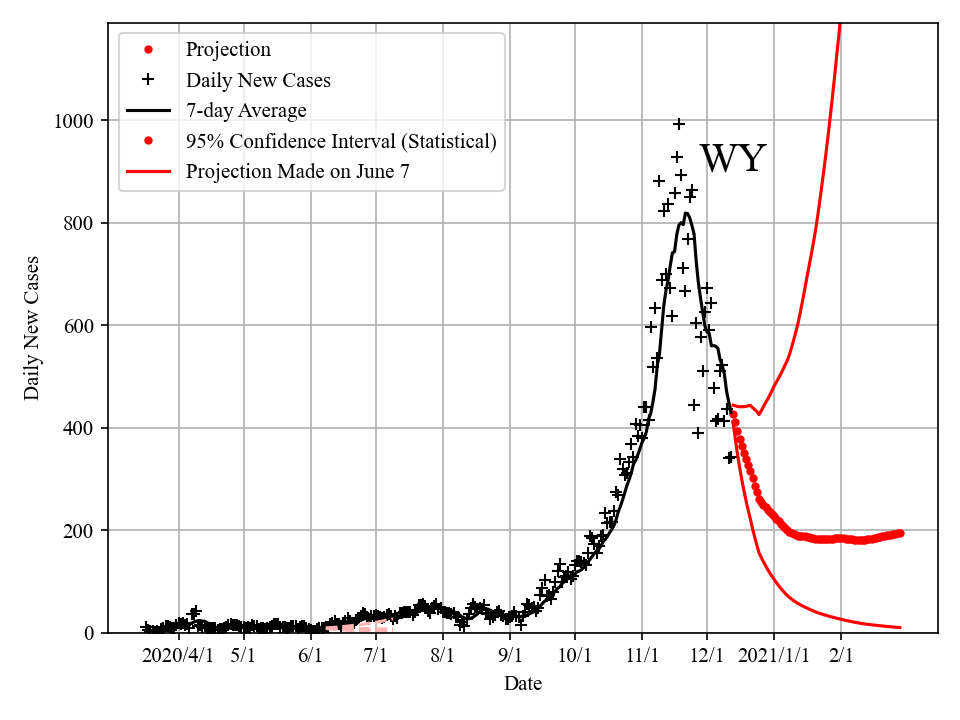 Projection
Daily New Cases
7-day Average
95% Confidence Interval (Statistical)
Projection Made on June 7
WY
1000
800
600
400
200
0
Daily New Cases
2020/4/1 5/1 6/1 7/1 8/1 9/1 10/1 11/1 12/1 2021/1/1 2/1
Date